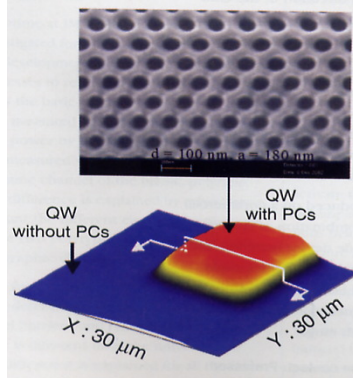 d = 100 nm, a = 180 nm
QW
with PCs
QW
without PCs
X : 30 μm
Y : 30 μm